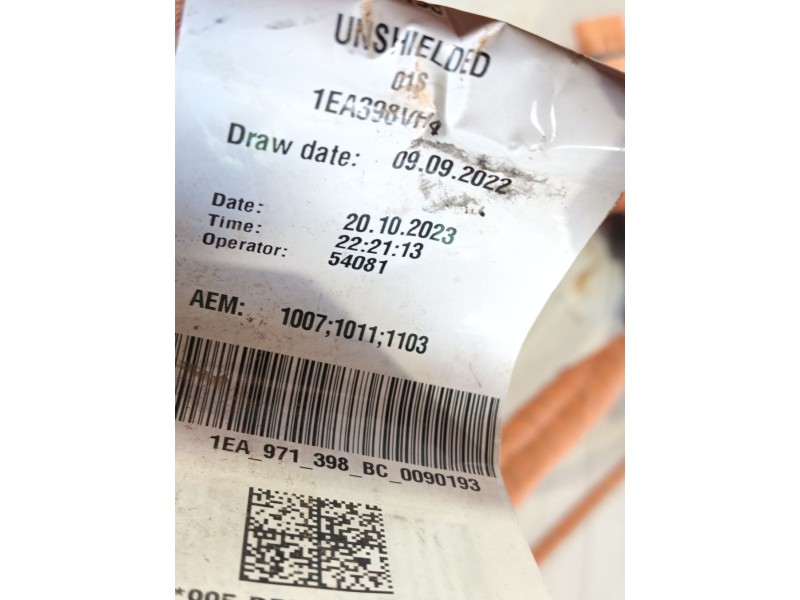 UNSHIELDED
01S
1EA398VH4
Draw date: 09.09.2022
Date: 20.10.2023
Time: 22:21:13
Operator: 54081
AEM: 1007;1011;1103
1EA_971_398_BC_0090193